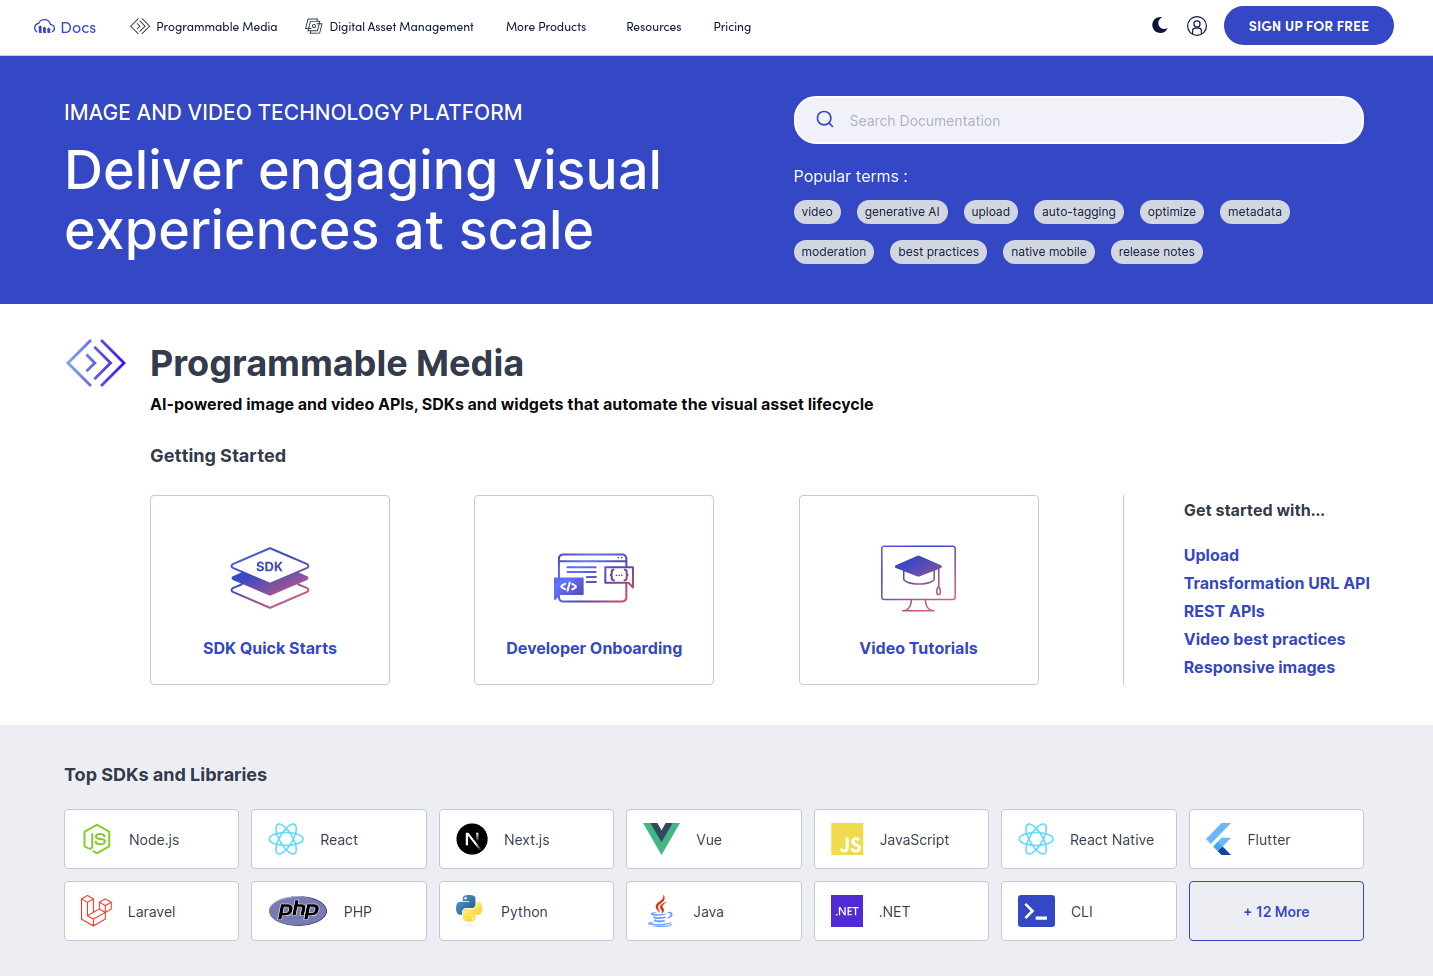 Docs
Programmable Media
Digital Asset Management
More Products
Resources
Pricing
SIGN UP FOR FREE
IMAGE AND VIDEO TECHNOLOGY PLATFORM
Deliver engaging visual
experiences at scale
Search Documentation
Popular terms :
video
generative AI
upload
auto-tagging
optimize
metadata
moderation
best practices
native mobile
release notes
Programmable Media
AI-powered image and video APIs, SDKs and widgets that automate the visual asset lifecycle
Getting Started
SDK
SDK Quick Starts
</>
{...}
Developer Onboarding
Video Tutorials
Get started with...
Upload
Transformation URL API
REST APIs
Video best practices
Responsive images
Top SDKs and Libraries
JS
Node.js
React
N
Next.js
Vue
JS
JavaScript
React Native
Flutter
Laravel
php
PHP
Python
Java
.NET
.NET
CLI
+ 12 More